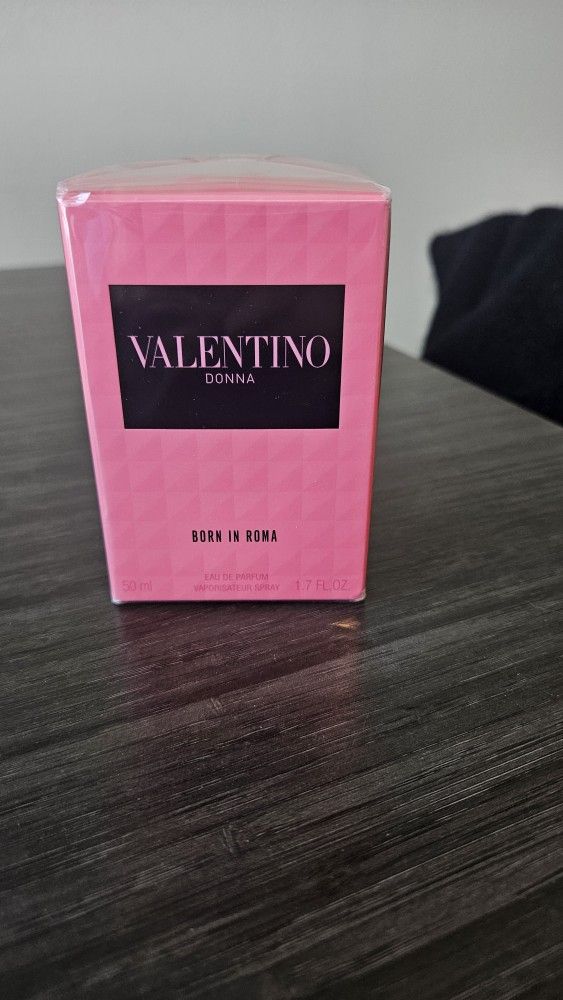 VALENTINO
DONNA
BORN IN ROMA
EAU DE PARFUM
50 ml VAPORISATEUR SPRAY 1.7 FL.OZ.